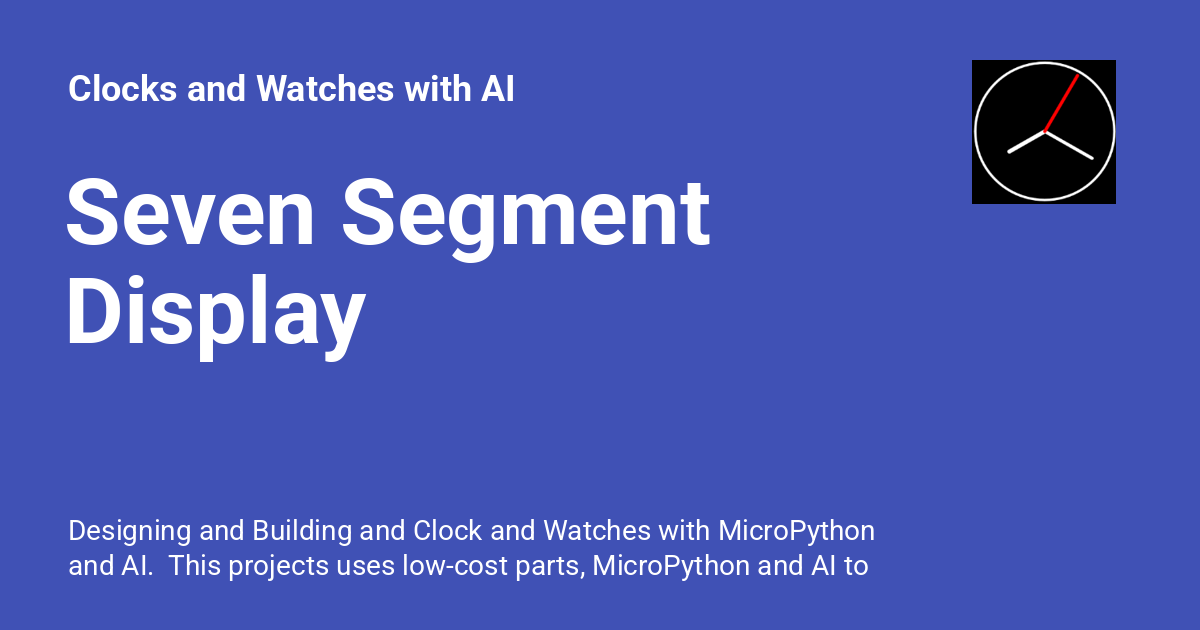 Clocks and Watches with AI
Seven Segment
Display
Designing and Building and Clock and Watches with MicroPython
and AI.  This projects uses low-cost parts, MicroPython and AI to